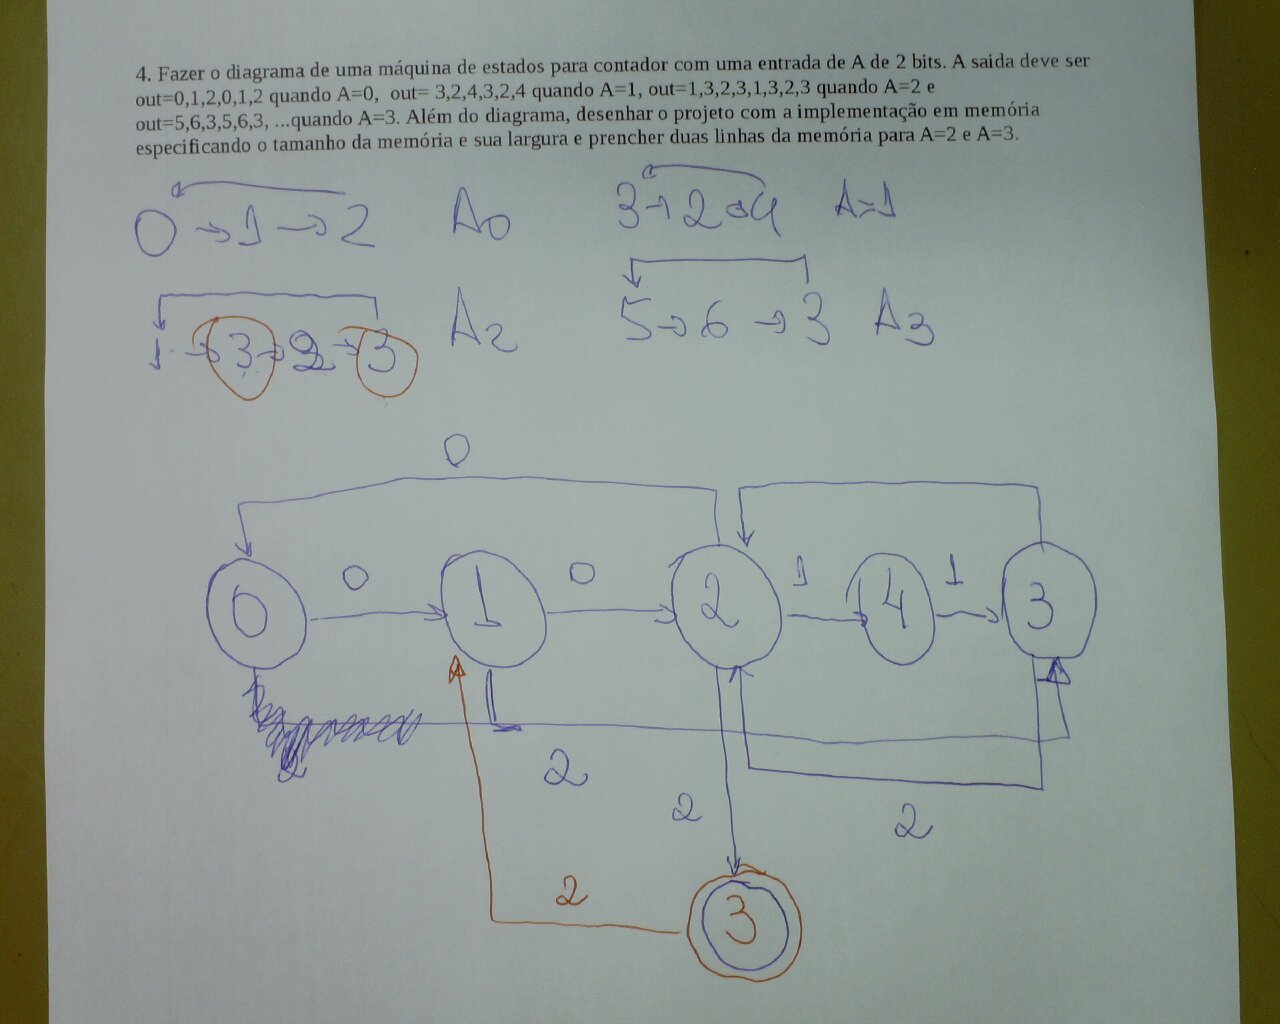 4. Fazer o diagrama de uma máquina de estados para contador com uma entrada de A de 2 bits. A saida deve ser
out=0,1,2,0,1,2 quando A=0, out= 3,2,4,3,2,4 quando A=1, out=1,3,2,3,1,3,2,3 quando A=2 e
out=5,6,3,5,6,3, ...quando A=3. Além do diagrama, desenhar o projeto com a implementação em memória
especificando o tamanho da memória e sua largura e prencher duas linhas da memória para A=2 e A=3.
0 → 1 → 2 A0 3 → 2 → 4 A=1
1 → 3 → 2 → 3 A2 5 → 6 → 3 A3
0
0 0 1 1
0 1 2 4 3
2 2
2 2
2
3